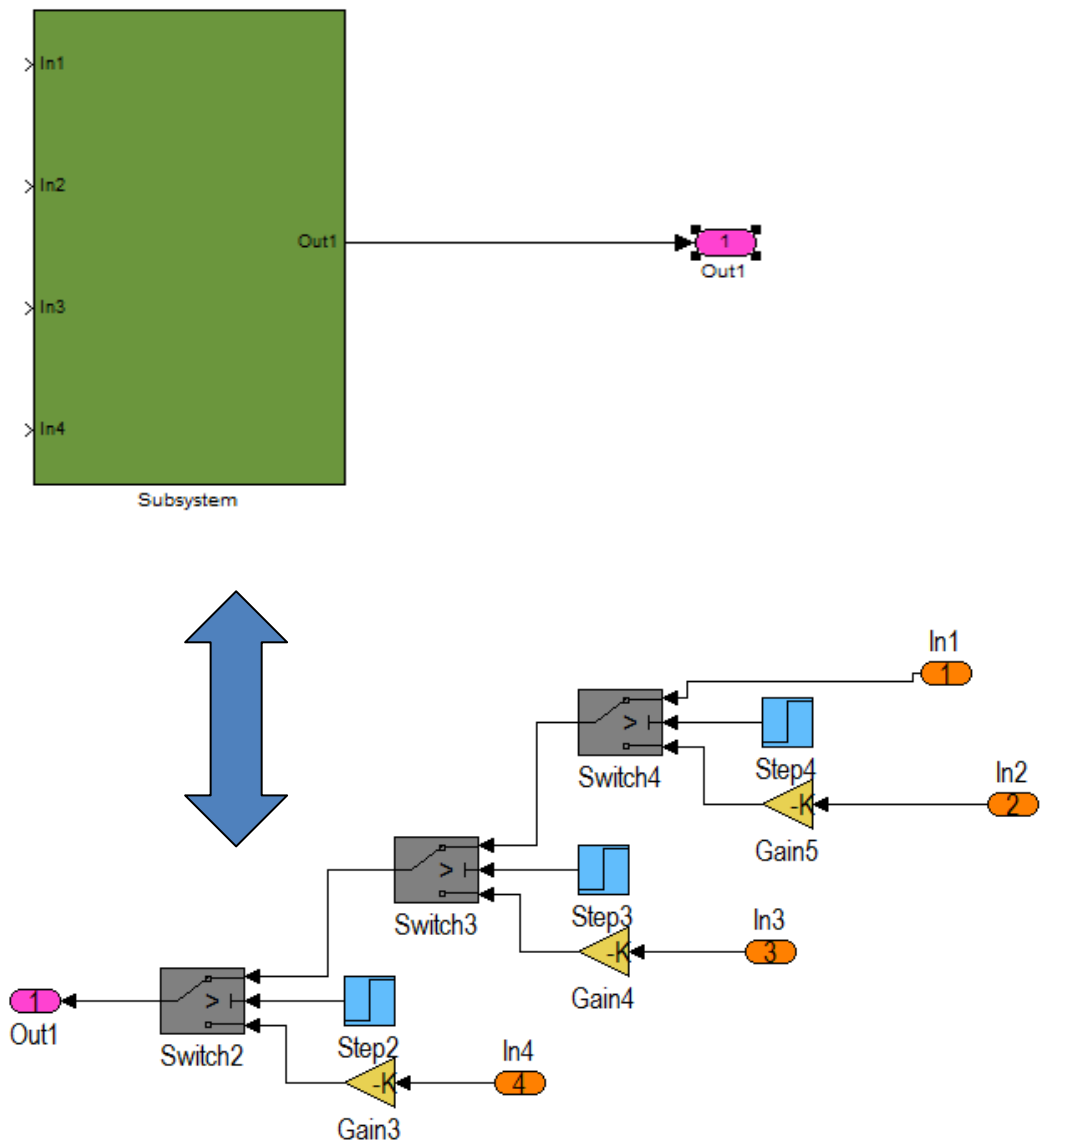 In1
In2
Out1
1
Out1
In3
In4
Subsystem
In1
1
>
Switch4
Step4
In2
-K
2
Gain5
>
Switch3
Step3
In3
-K
3
Gain4
1
>
Out1
Switch2
Step2
In4
-K
4
Gain3